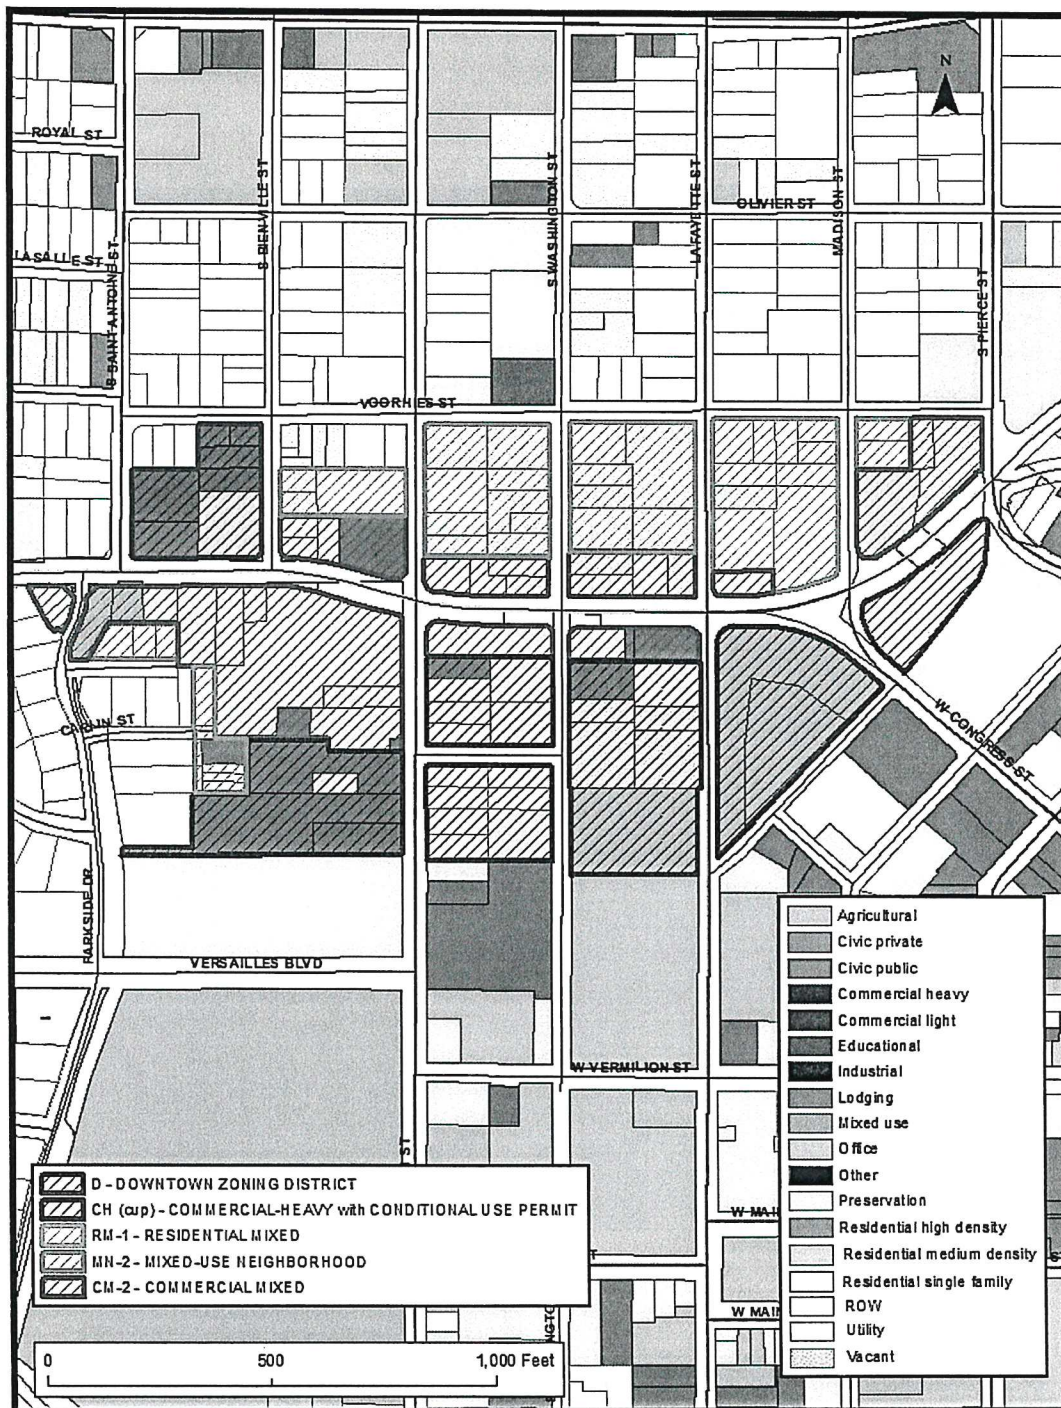 N
ROYAL ST
S BIENVILLE ST
S WASHINGTON ST
LAFAYETTE ST
OLIVIER ST
MADISON ST
LASALLE ST
S SAINT ANTOINE ST
S PIERCE ST
VOORHIES ST
CARLIN ST
W CONGRESS ST
PARKSIDE DR
VERSAILLES BLVD
W VERMILION ST
ST
W MAI
W MAI
Agricultural
Civic private
Civic public
Commercial heavy
Commercial light
Educational
Industrial
Lodging
Mixed use
Office
Other
Preservation
Residential high density
Residential medium density
Residential single family
ROW
Utility
Vacant
D - DOWNTOWN ZONING DISTRICT
CH (cup) - COMMERCIAL-HEAVY with CONDITIONAL USE PERMIT
RM-1 - RESIDENTIAL MIXED
MN-2 - MIXED-USE NEIGHBORHOOD
CM-2 - COMMERCIAL MIXED
0 500 1,000 Feet